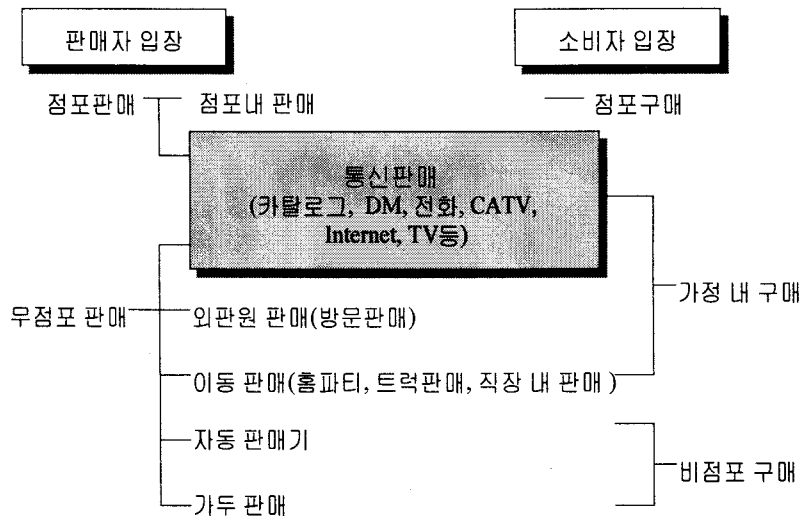 판매자 입장
소비자 입장
점포판매
점포내 판매
점포구매
통신판매
(카탈로그, DM, 전화, CATV,
Internet, TV등)
가정 내 구매
무점포 판매
외판원 판매(방문판매)
이동 판매(홈파티, 트럭판매, 직장 내 판매 )
자동 판매기
비점포 구매
가두 판매